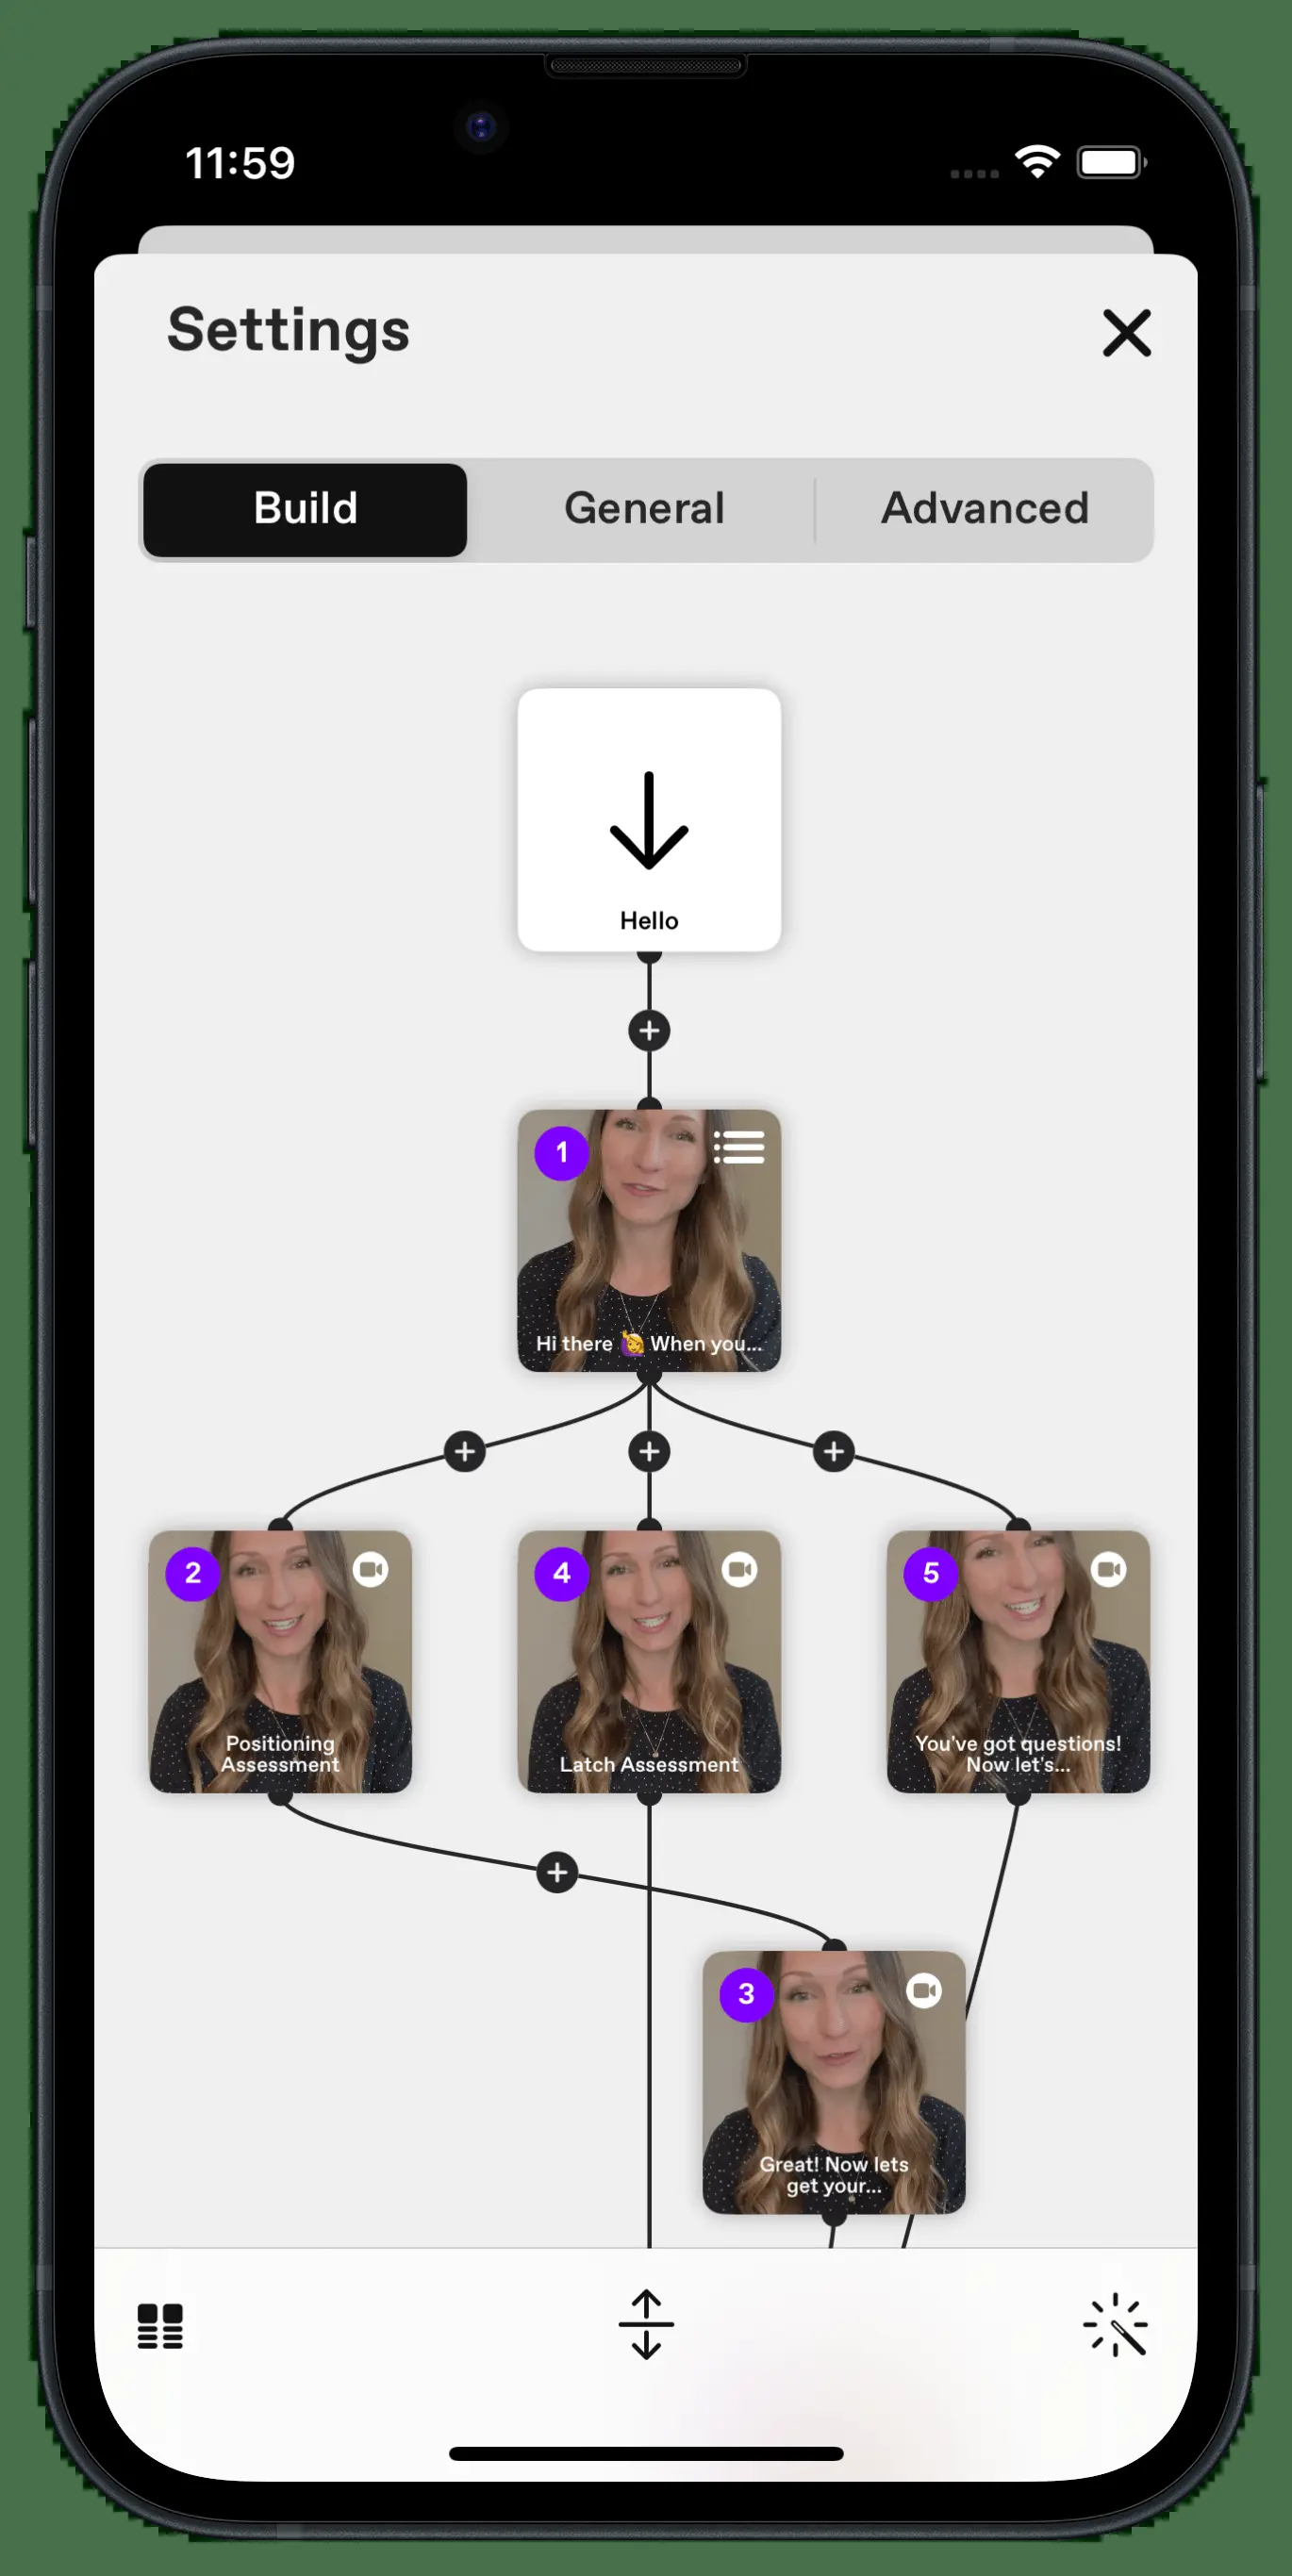 11:59
Settings
Build General Advanced
Hello
1
Hi there 🙋‍♀️ When you...
2 4 5
Positioning
Assessment
Latch Assessment
You've got questions!
Now let's...
3
Great! Now lets
get your...